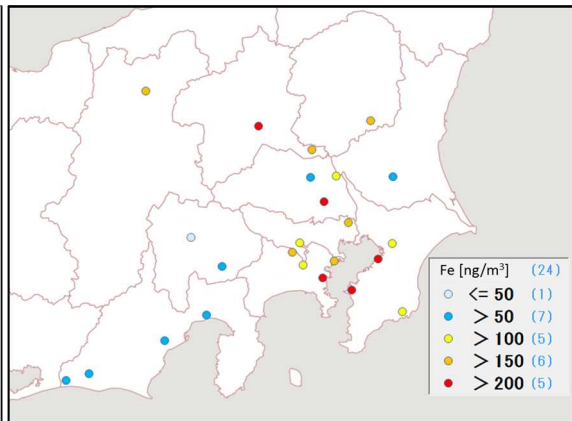 Fe [ng/m³] (24)
<= 50 (1)
> 50 (7)
> 100 (5)
> 150 (6)
> 200 (5)